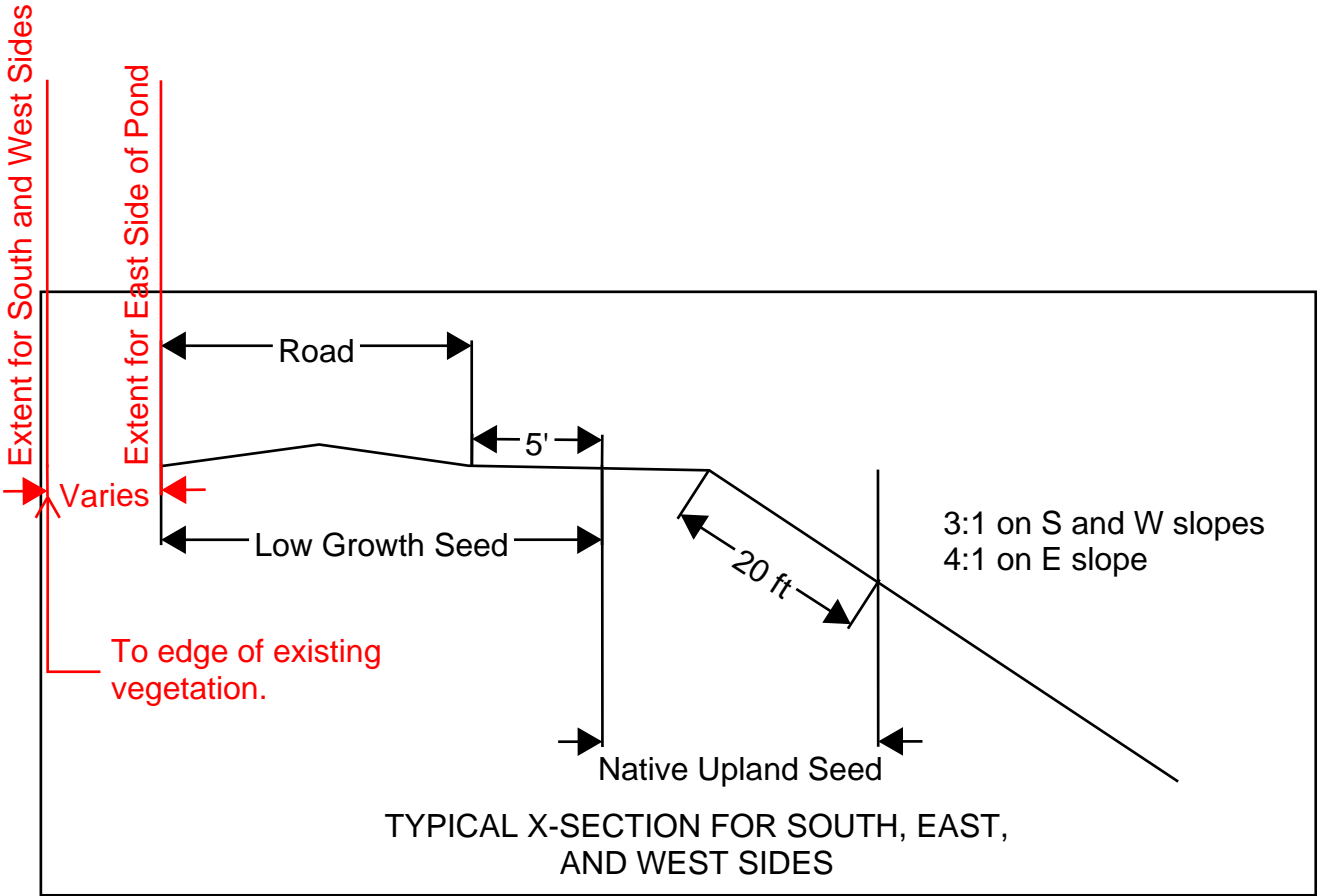 Extent for South and West Sides
Extent for East Side of Pond
Road
5'
Varies
Low Growth Seed
20 ft
3:1 on S and W slopes
4:1 on E slope
To edge of existing
vegetation.
Native Upland Seed
TYPICAL X-SECTION FOR SOUTH, EAST,
AND WEST SIDES